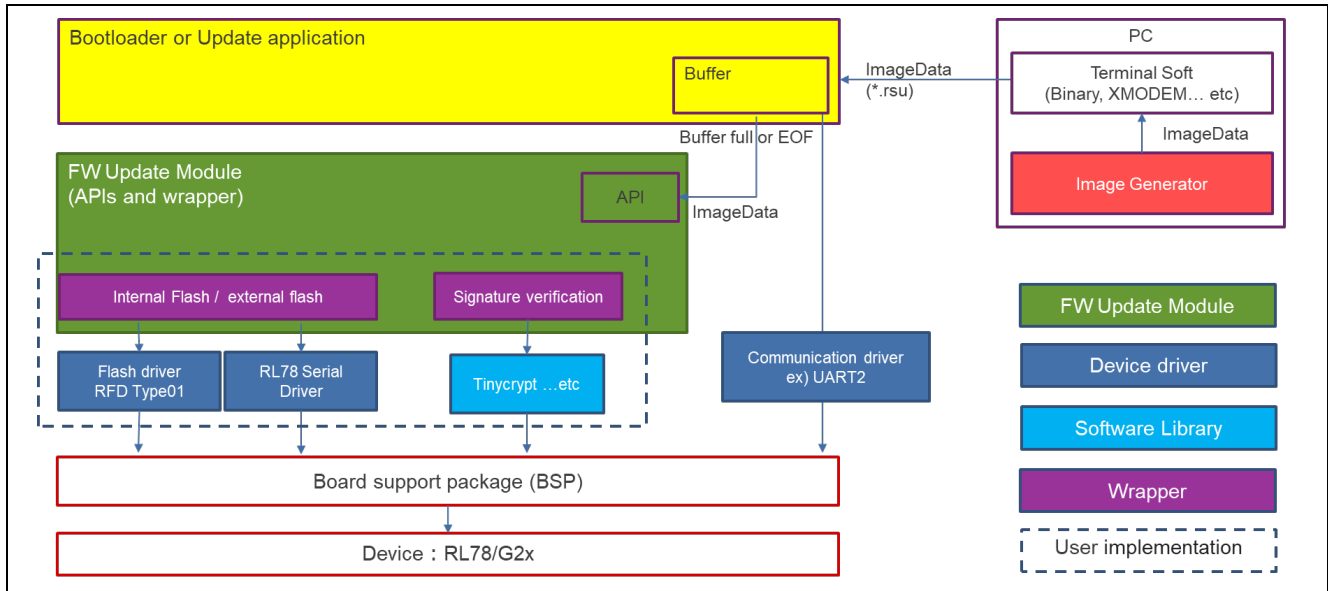 Bootloader or Update application
Buffer
ImageData
(*.rsu)
PC
Terminal Soft
(Binary, XMODEM… etc)
ImageData
Image Generator
Buffer full or EOF
FW Update Module
(APIs and wrapper)
API
ImageData
Internal Flash / external flash
Signature verification
Flash driver
RFD Type01
RL78 Serial
Driver
Tinycrypt …etc
Communication driver
ex) UART2
Board support package (BSP)
Device：RL78/G2x
FW Update Module
Device driver
Software Library
Wrapper
User implementation